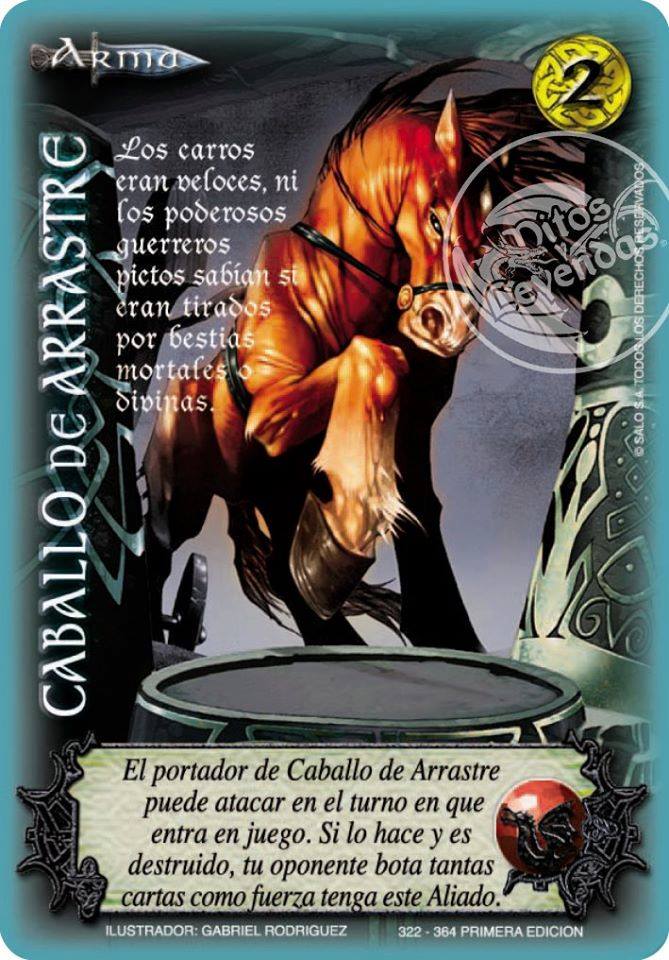 Arma
2
CABALLO DE ARRASTRE
Los carros
eran veloces, ni
los poderosos
guerreros
pictos sabían si
eran tirados
por bestias
mortales o
divinas.
Mitos
y
Leyendas
© SALO S.A. TODOS LOS DERECHOS RESERVADOS
El portador de Caballo de Arrastre
puede atacar en el turno en que
entra en juego. Si lo hace y es
destruido, tu oponente bota tantas
cartas como fuerza tenga este Aliado.
ILUSTRADOR: GABRIEL RODRIGUEZ 322 - 364 PRIMERA EDICION